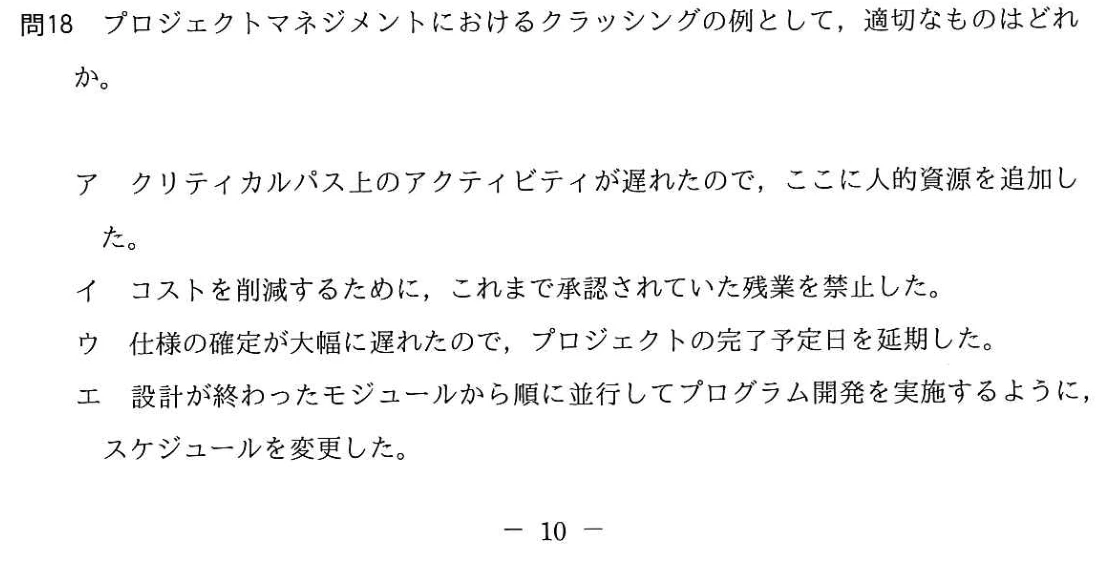 問18　プロジェクトマネジメントにおけるクラッシングの例として，適切なものはどれ
か。
ア　クリティカルパス上のアクティビティが遅れたので，ここに人的資源を追加し
た。
イ　コストを削減するために，これまで承認されていた残業を禁止した。
ウ　仕様の確定が大幅に遅れたので，プロジェクトの完了予定日を延期した。
エ　設計が終わったモジュールから順に並行してプログラム開発を実施するように，
スケジュールを変更した。
－ 10 －